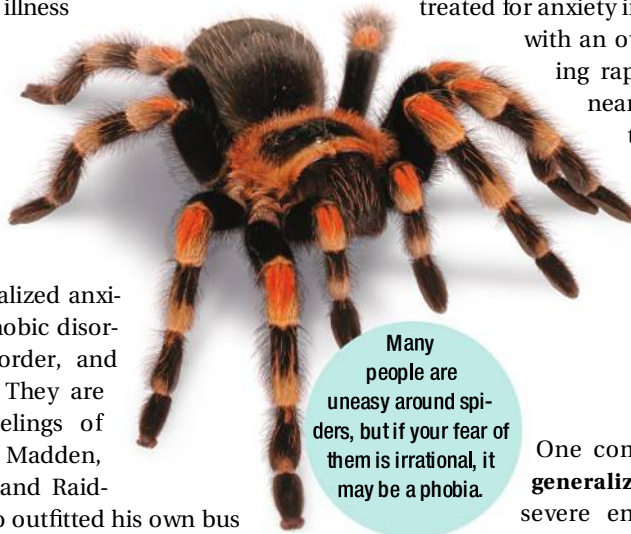 illness
alized anxi-
obic disor-
order, and
They are
elings of
Madden,
and Raid-
o outfitted his own bus
Many
people are
uneasy around spi-
ders, but if your fear of
them is irrational, it
may be a phobia.
treated for anxiety i
with an o
ing rap
near
t
One con
generaliz
severe en